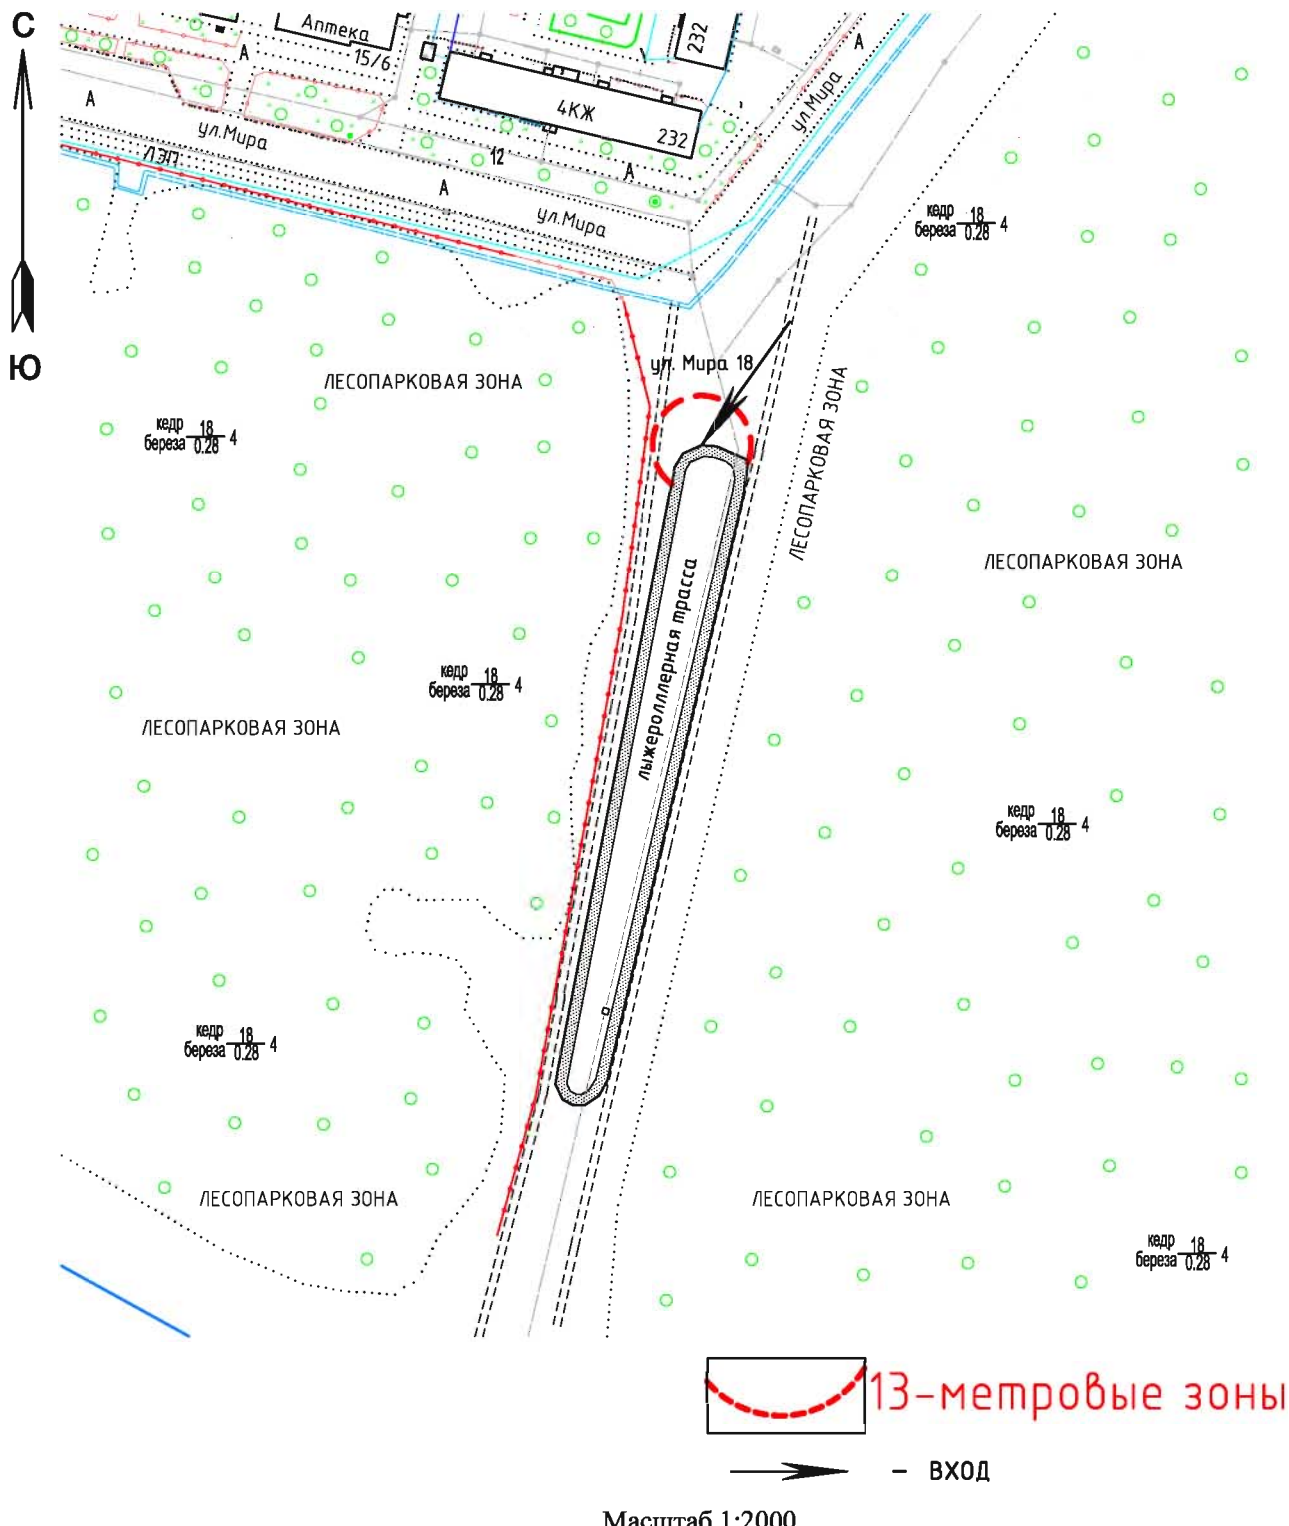 С
Аптека
15/6
232
А
А
4КЖ
232
ул.Мира
А
ул.Мира
ЛЭП
12
А
А
ул.Мира
Ю
кедр 18
береза 0.28 4
ул. Мира 18
ЛЕСОПАРКОВАЯ ЗОНА
ЛЕСОПАРКОВАЯ ЗОНА
кедр 18
береза 0.28 4
ЛЕСОПАРКОВАЯ ЗОНА
лыжеролллерная трасса
кедр 18
береза 0.28 4
ЛЕСОПАРКОВАЯ ЗОНА
кедр 18
береза 0.28 4
кедр 18
береза 0.28 4
ЛЕСОПАРКОВАЯ ЗОНА
ЛЕСОПАРКОВАЯ ЗОНА
кедр 18
береза 0.28 4
13-метровые зоны
- ВХОД
Масштаб 1:2000